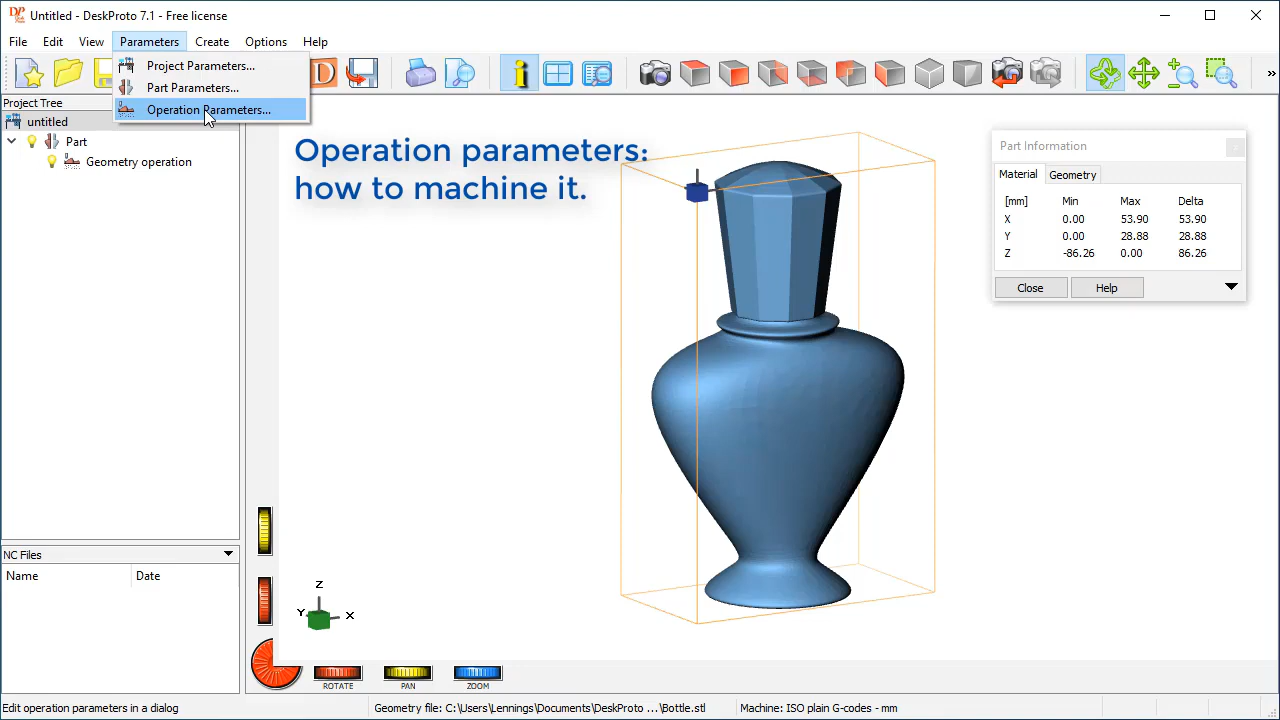 Untitled - DeskProto 7.1 - Free license
File Edit View Parameters Create Options Help
Project Parameters...
Part Parameters...
Operation Parameters...
D
»
Project Tree
untitled
Part
Geometry operation
Operation parameters:
how to machine it.
Part Information
Material Geometry
[mm] Min Max Delta
X 0.00 53.90 53.90
Y 0.00 28.88 28.88
Z -86.26 0.00 86.26
Close Help
NC Files
Name Date
Z
Y X
ROTATE PAN ZOOM
Edit operation parameters in a dialog Geometry file: C:\Users\Lennings\Documents\DeskProto ...\Bottle.stl Machine: ISO plain G-codes - mm